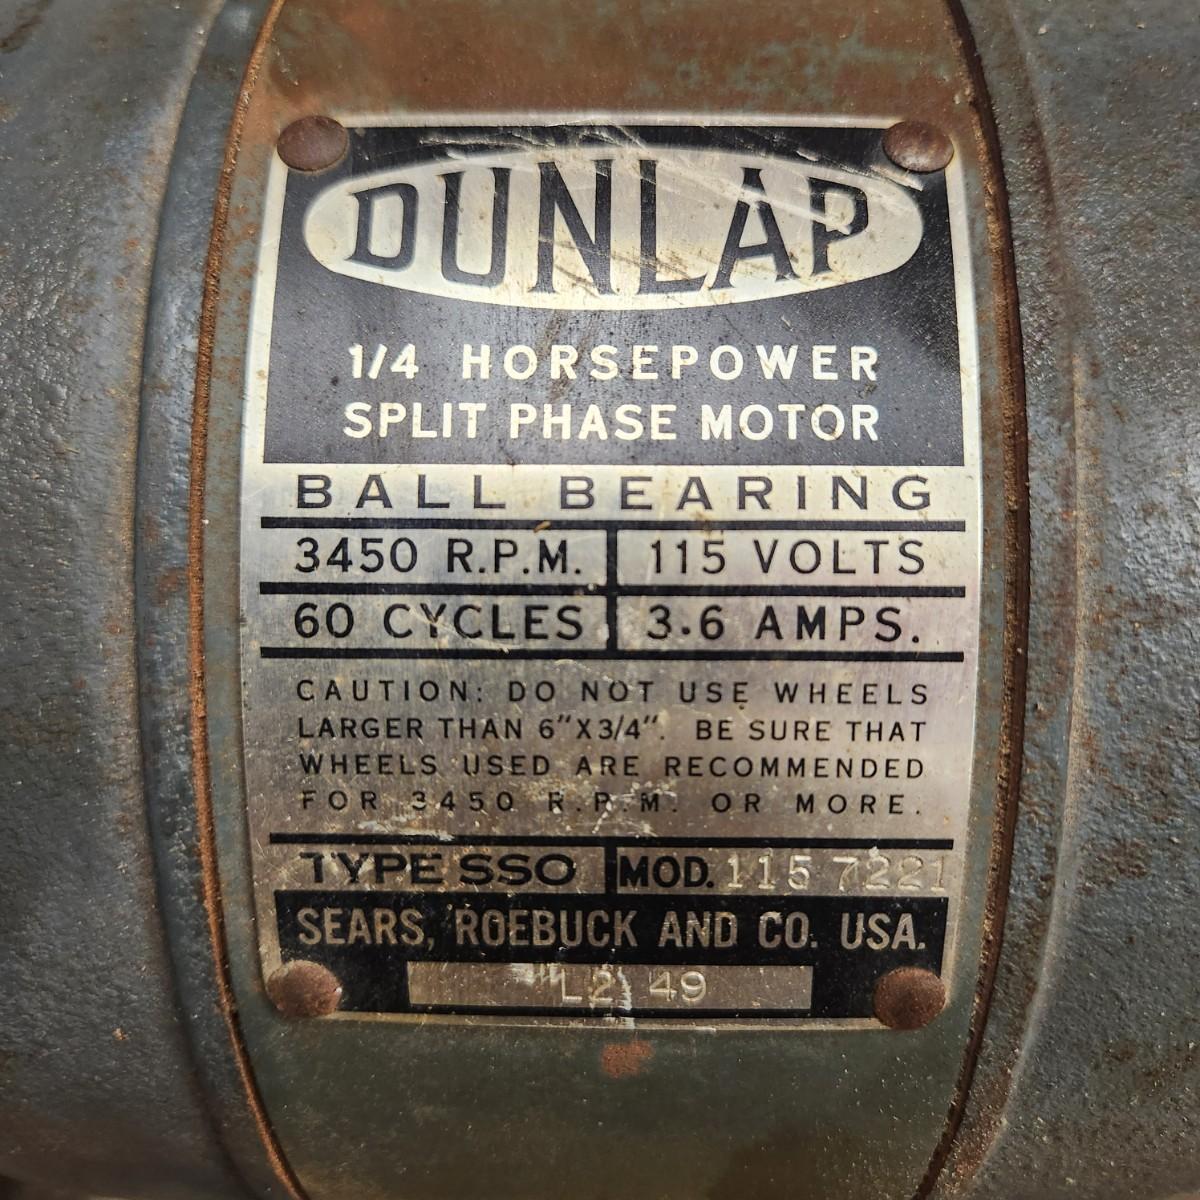 DUNLAP
1/4 HORSEPOWER
SPLIT PHASE MOTOR
BALL BEARING
3450 R.P.M. 115 VOLTS
60 CYCLES 3.6 AMPS.
CAUTION: DO NOT USE WHEELS
LARGER THAN 6"X3/4". BE SURE THAT
WHEELS USED ARE RECOMMENDED
FOR 3450 R.P.M. OR MORE.
TYPE SSO MOD. 115 7221
SEARS, ROEBUCK AND CO. USA.
L2 49